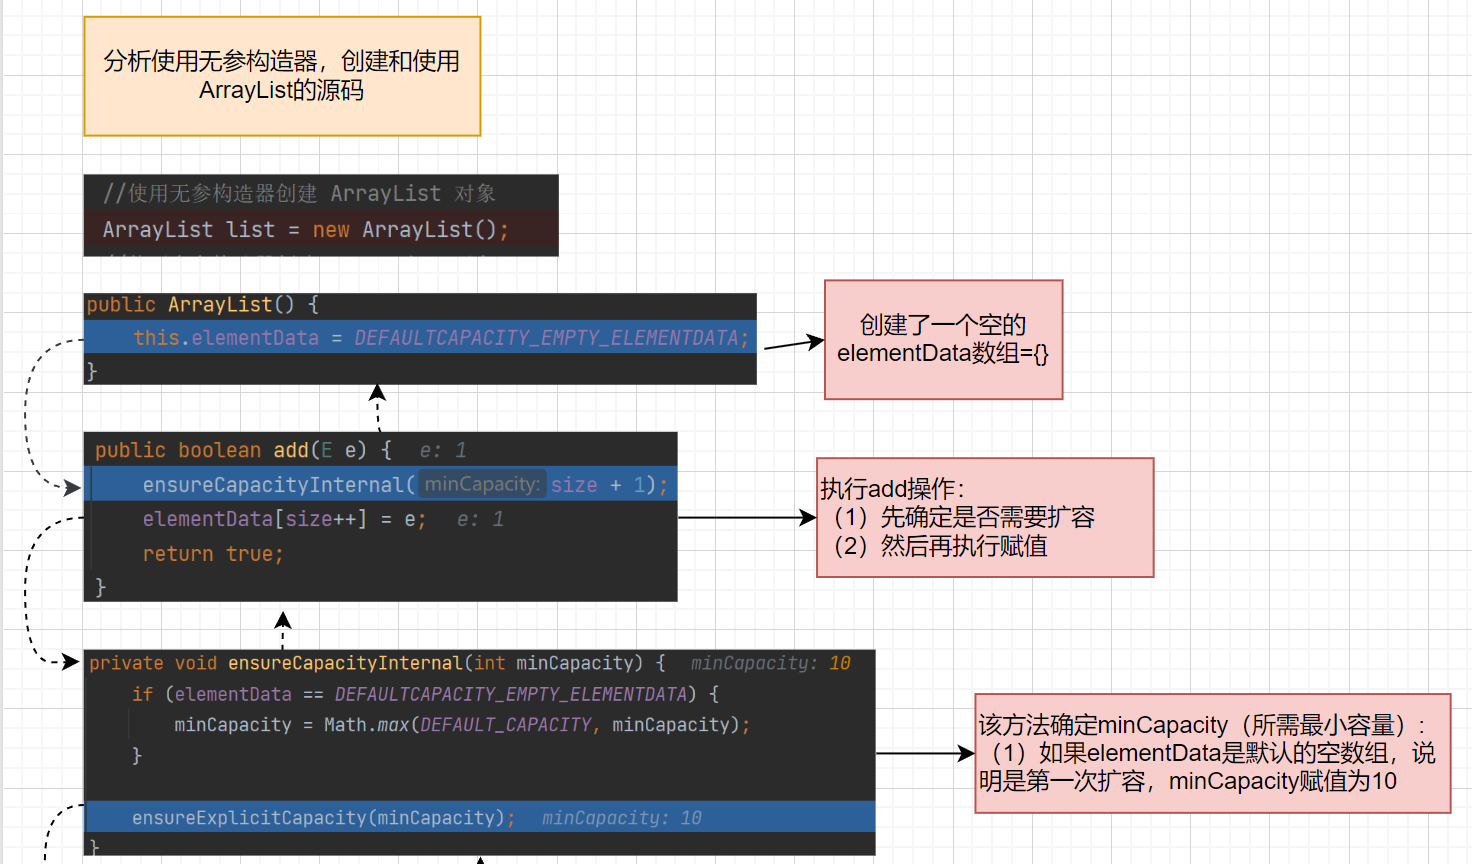 分析使用无参构造器，创建和使用
ArrayList的源码
//使用无参构造器创建 ArrayList 对象
ArrayList list = new ArrayList();
public ArrayList() {
this.elementData = DEFAULTCAPACITY_EMPTY_ELEMENTDATA;
}
创建了一个空的
elementData数组={}
public boolean add(E e) { e: 1
ensureCapacityInternal( minCapacity: size + 1);
elementData[size++] = e; e: 1
return true;
}
执行add操作：
（1）先确定是否需要扩容
（2）然后再执行赋值
private void ensureCapacityInternal(int minCapacity) { minCapacity: 10
if (elementData == DEFAULTCAPACITY_EMPTY_ELEMENTDATA) {
minCapacity = Math.max(DEFAULT_CAPACITY, minCapacity);
}
ensureExplicitCapacity(minCapacity); minCapacity: 10
}
该方法确定minCapacity（所需最小容量）：
（1）如果elementData是默认的空数组，说
明是第一次扩容，minCapacity赋值为10